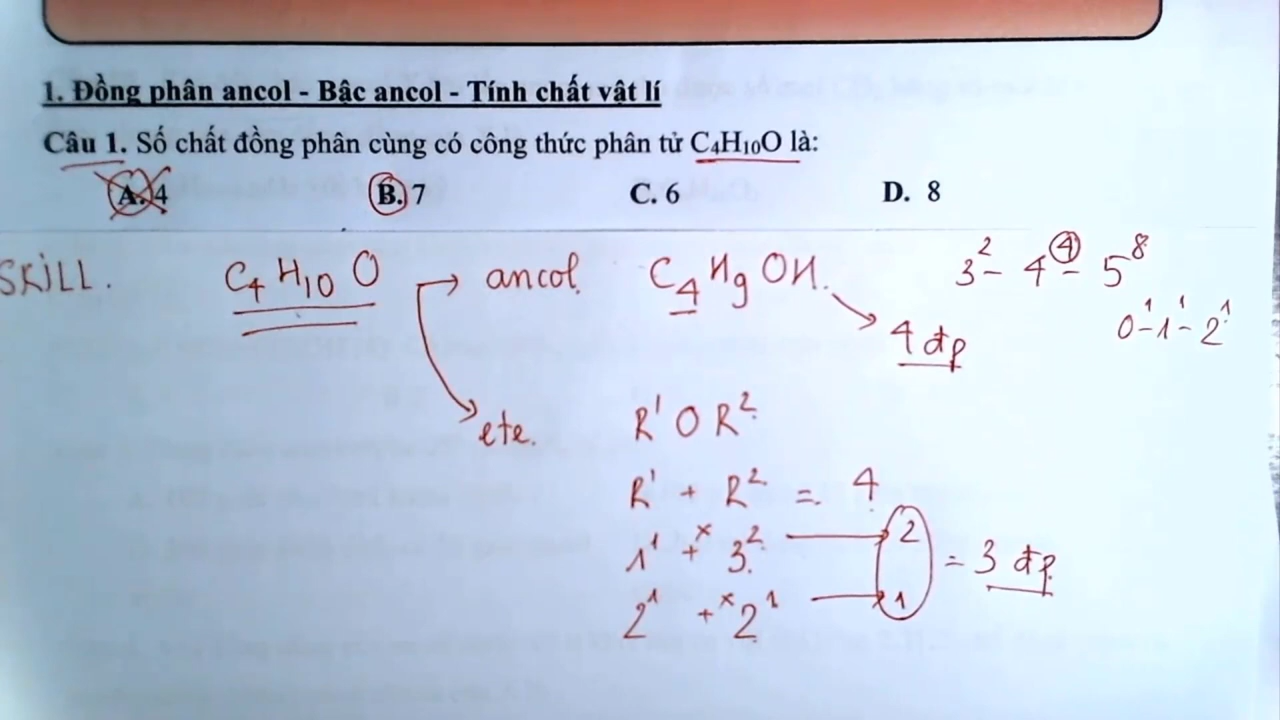 1. Đồng phân ancol - Bậc ancol - Tính chất vật lí
Câu 1. Số chất đồng phân cùng có công thức phân tử C₄H₁₀O là:
A. 4 B. 7 C. 6 D. 8
SKILL. C₄H₁₀O → ancol C₄H₉OH. 3² - 4④ - 5⁸
0¹ - 1¹ - 2¹
4 đp
ete. R¹OR²
R¹ + R² = 4
1¹ +ˣ 3² → 2
= 3 đp
2¹ +ˣ 2¹ → 1